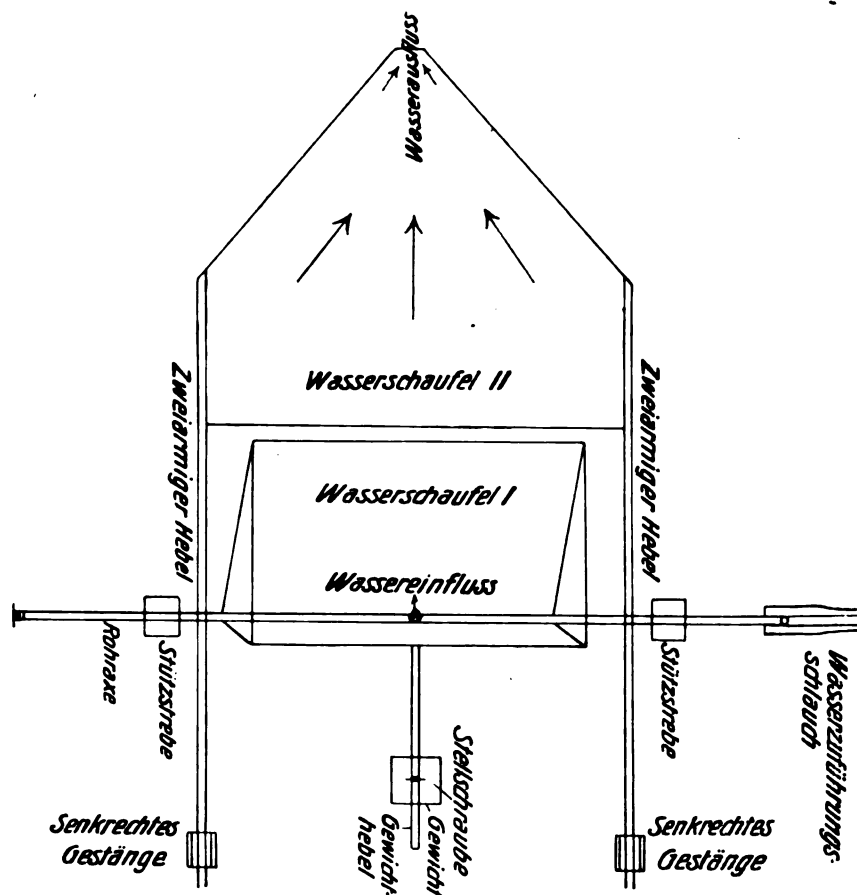 Wasserausfluss
Wasserschaufel II
Zweiarmiger Hebel
Zweiarmiger Hebel
Wasserschaufel I
Wassereinfluss
Rohraxe
Stützstrebe
Stützstrebe
Wasserzuführungs-
schlauch
Stellschraube
Gewicht
Gewicht-
hebel
Senkrechtes
Gestänge
Senkrechtes
Gestänge